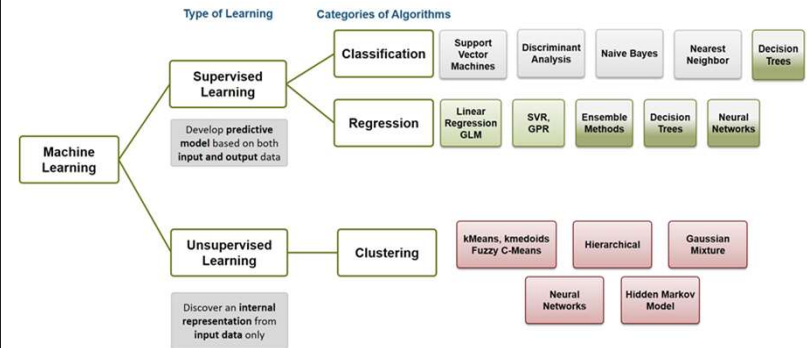 Type of Learning
Categories of Algorithms
Machine
Learning
Supervised
Learning
Develop predictive
model based on both
input and output data
Classification
Support
Vector
Machines
Discriminant
Analysis
Naive Bayes
Nearest
Neighbor
Decision
Trees
Regression
Linear
Regression
GLM
SVR,
GPR
Ensemble
Methods
Decision
Trees
Neural
Networks
Unsupervised
Learning
Discover an internal
representation from
input data only
Clustering
kMeans, kmedoids
Fuzzy C-Means
Hierarchical
Gaussian
Mixture
Neural
Networks
Hidden Markov
Model